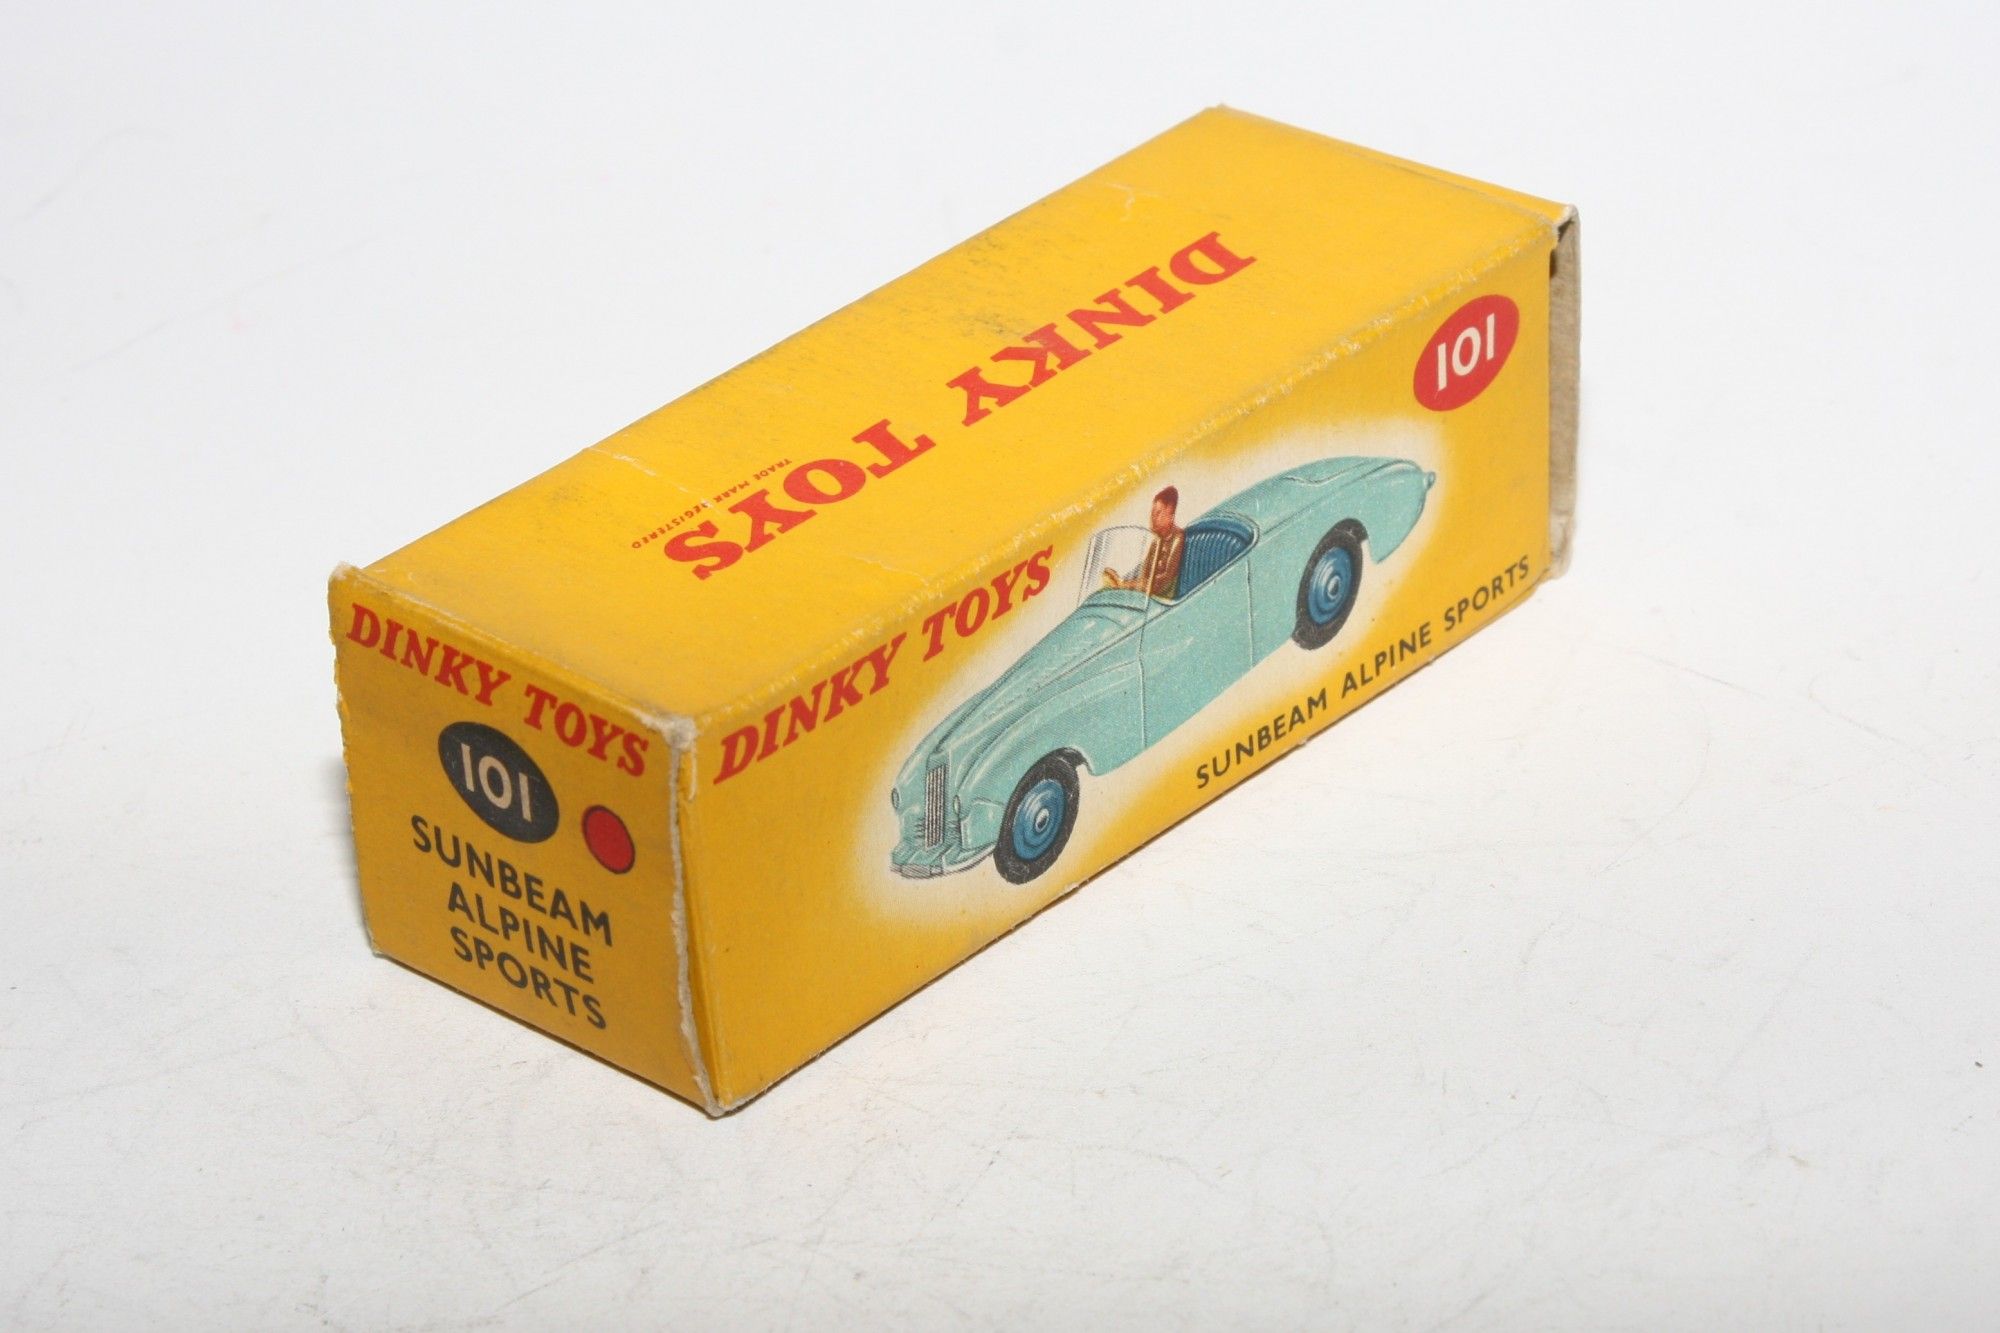 DINKY TOYS
TRADE MARK REGISTERED
DINKY TOYS
101
SUNBEAM ALPINE SPORTS
DINKY TOYS
101
SUNBEAM
ALPINE
SPORTS